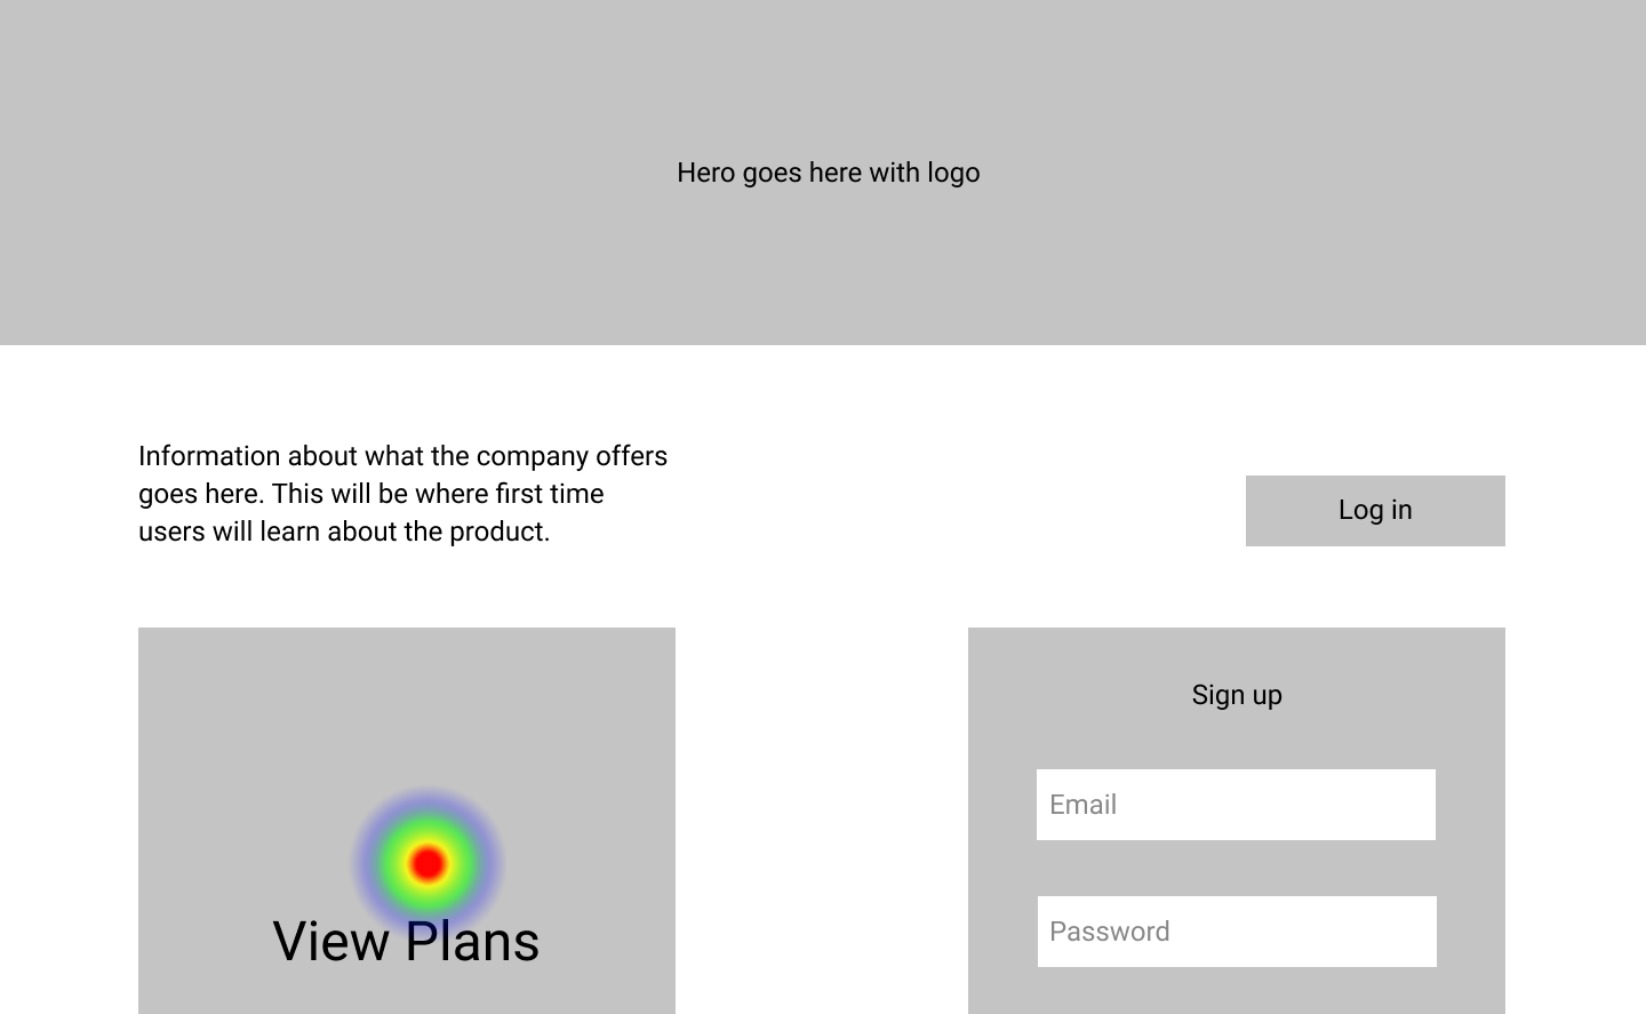 Hero goes here with logo
Information about what the company offers
goes here. This will be where first time
users will learn about the product.
Log in
View Plans
Sign up
Email
Password